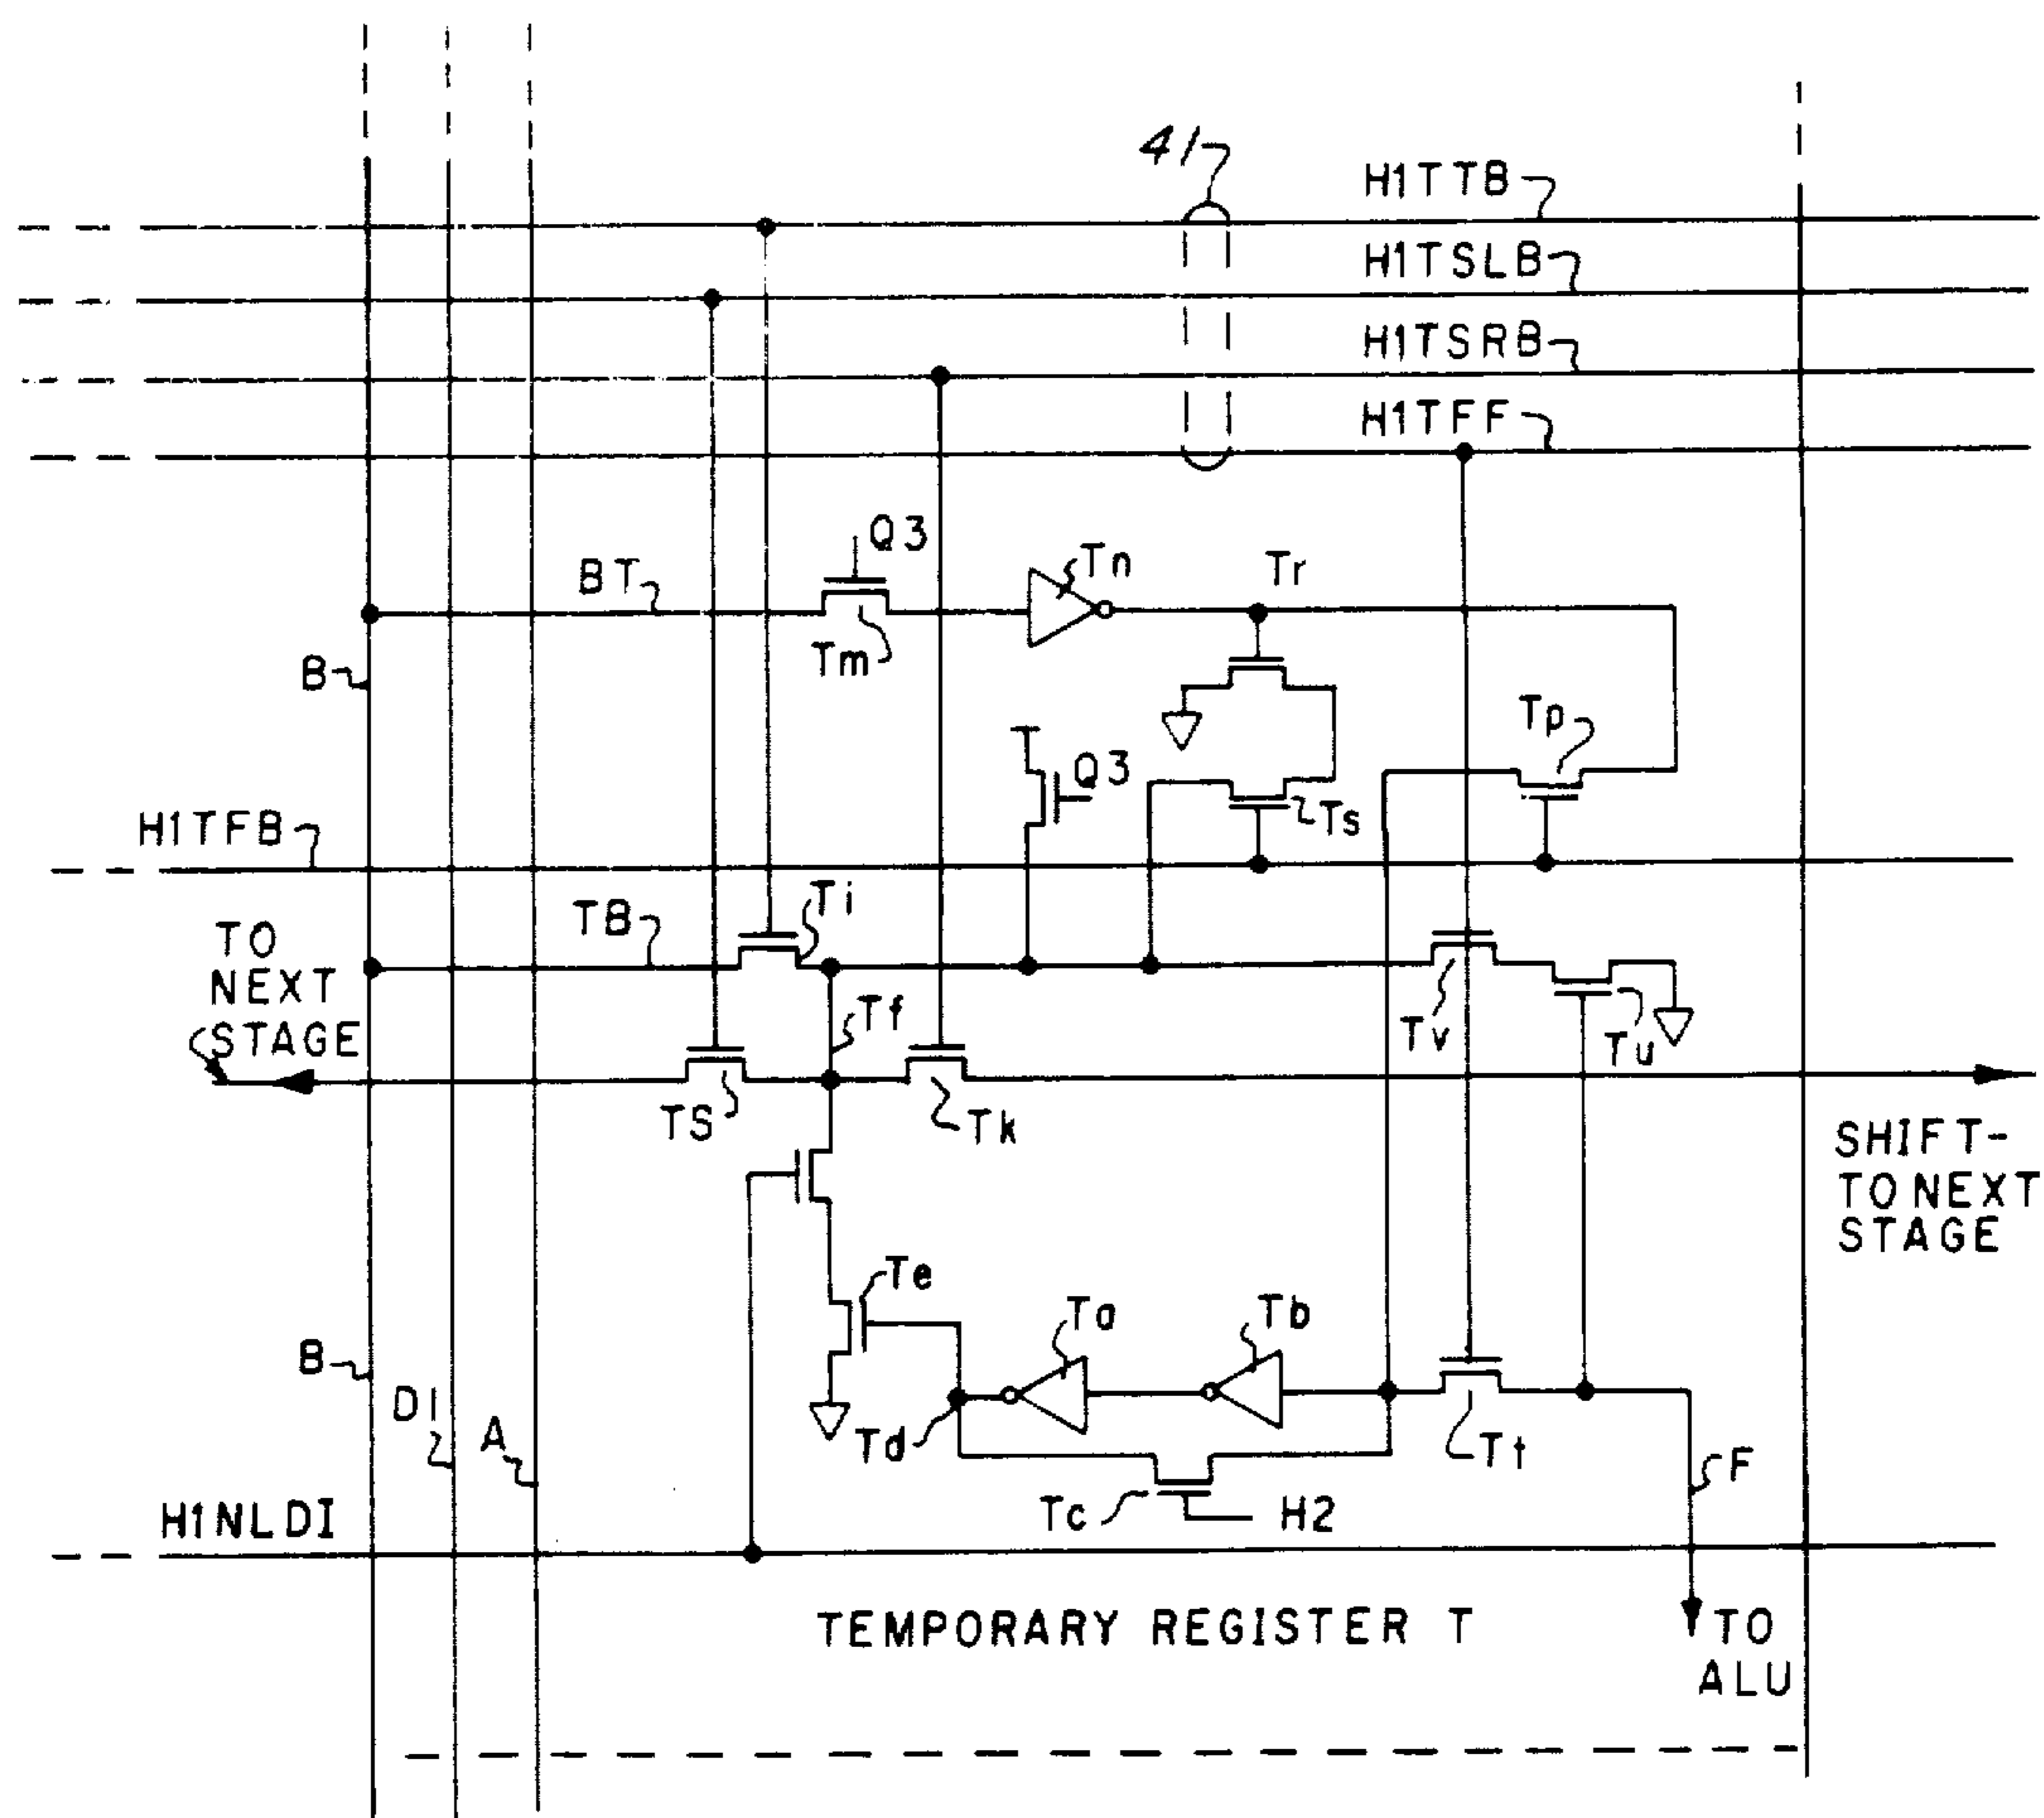 41
H1TTB
H1TSLB
H1TSRB
H1TFF
Q3
BT
Tn
Tr
Tm
B
Tp
Q3
Ts
H1TFB
Ti
TB
TO
NEXT
STAGE
Tf
Tv
Tu
TS
Tk
SHIFT-
TO NEXT
STAGE
Te
Ta
Tb
B
D1
A
Td
Tt
F
Tc
H2
H1NLDI
TEMPORARY REGISTER T
TO
ALU